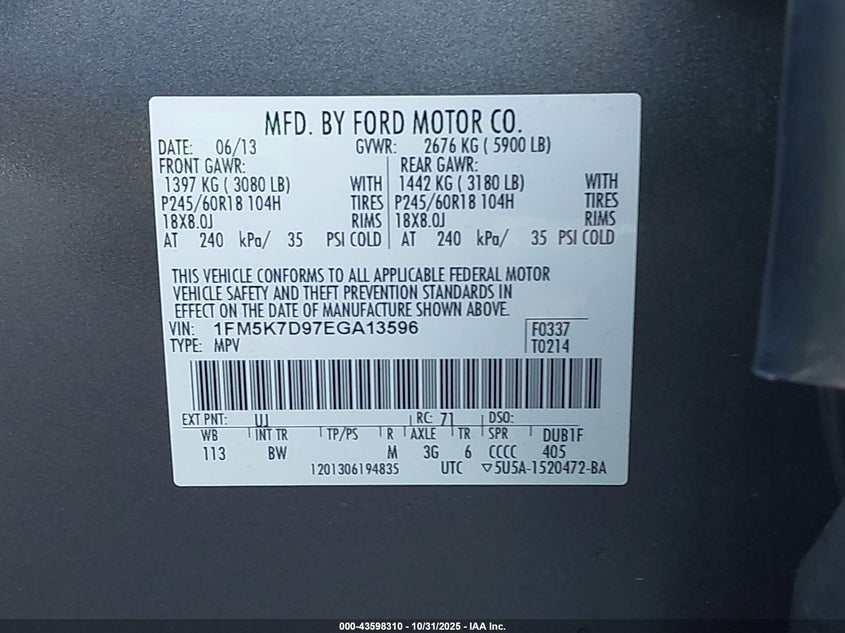 MFD. BY FORD MOTOR CO.
DATE: 06/13 GVWR: 2676 KG ( 5900 LB)
FRONT GAWR: REAR GAWR:
1397 KG ( 3080 LB) WITH 1442 KG ( 3180 LB) WITH
P245/60R18 104H TIRES P245/60R18 104H TIRES
18X8.0J RIMS 18X8.0J RIMS
AT 240 kPa/ 35 PSI COLD AT 240 kPa/ 35 PSI COLD
THIS VEHICLE CONFORMS TO ALL APPLICABLE FEDERAL MOTOR
VEHICLE SAFETY AND THEFT PREVENTION STANDARDS IN
EFFECT ON THE DATE OF MANUFACTURE SHOWN ABOVE.
VIN: 1FM5K7D97EGA13596 F0337
TYPE: MPV T0214
EXT PNT: UJ RC: 71 DSO:
WB INT TR TP/PS R AXLE TR SPR DUB1F
113 BW M 3G 6 CCCC 405
1201306194835 UTC ▽5U5A-1520472-BA
000-43598310 - 10/31/2025 - IAA Inc.